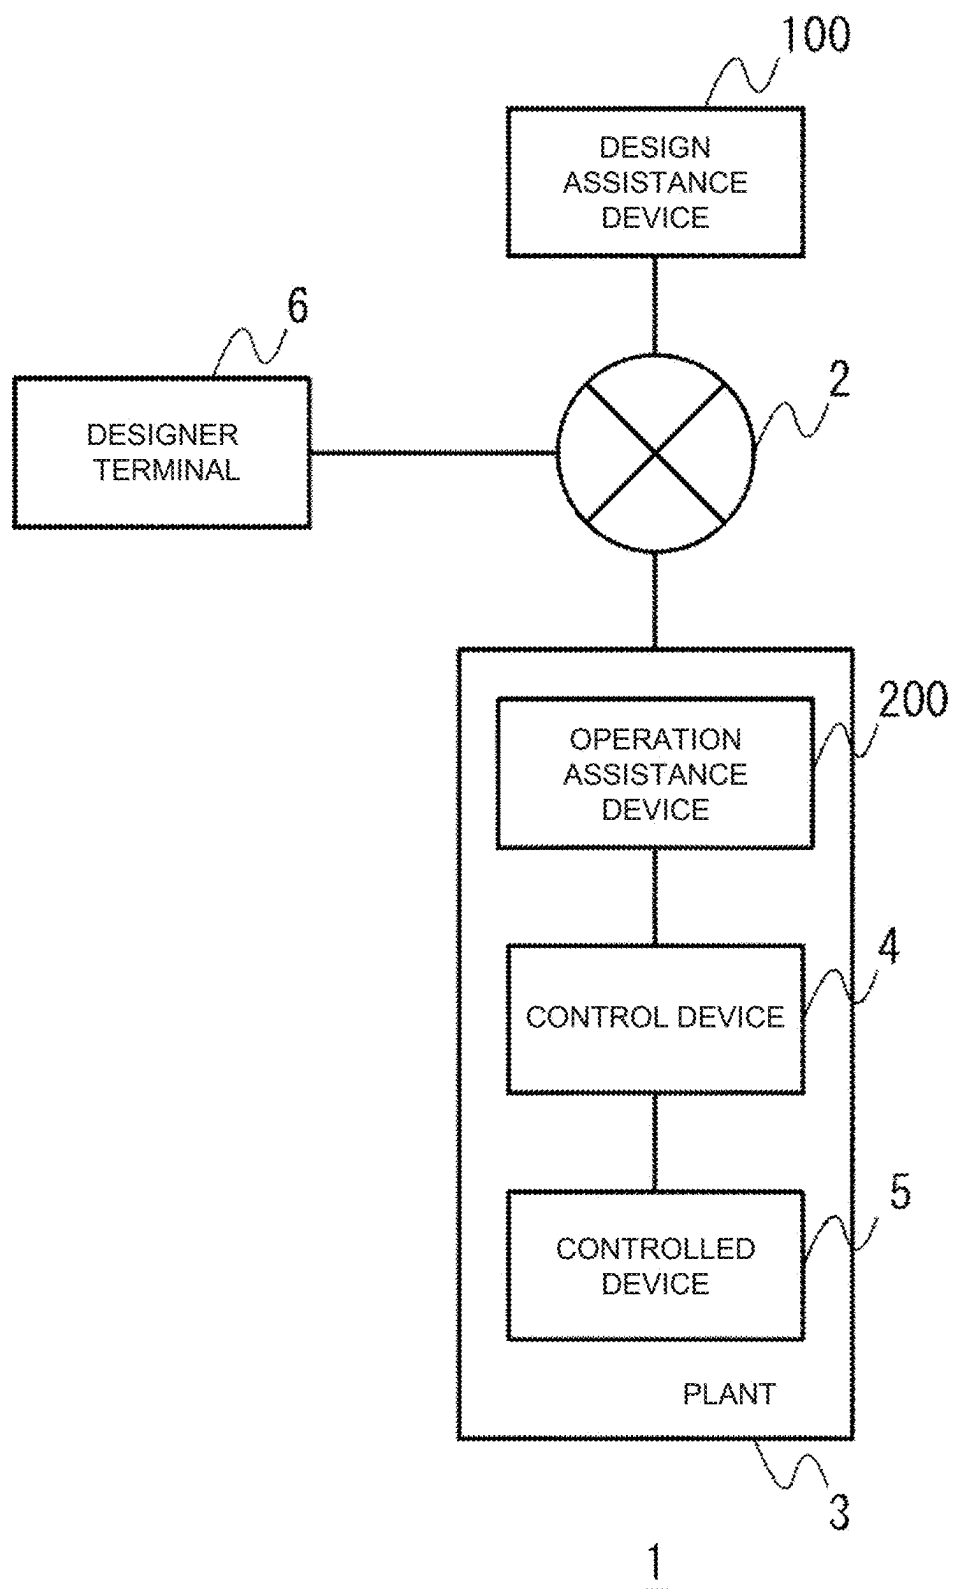 100
DESIGN
ASSISTANCE
DEVICE
6
2
DESIGNER
TERMINAL
200
OPERATION
ASSISTANCE
DEVICE
4
CONTROL DEVICE
5
CONTROLLED
DEVICE
PLANT
3
1